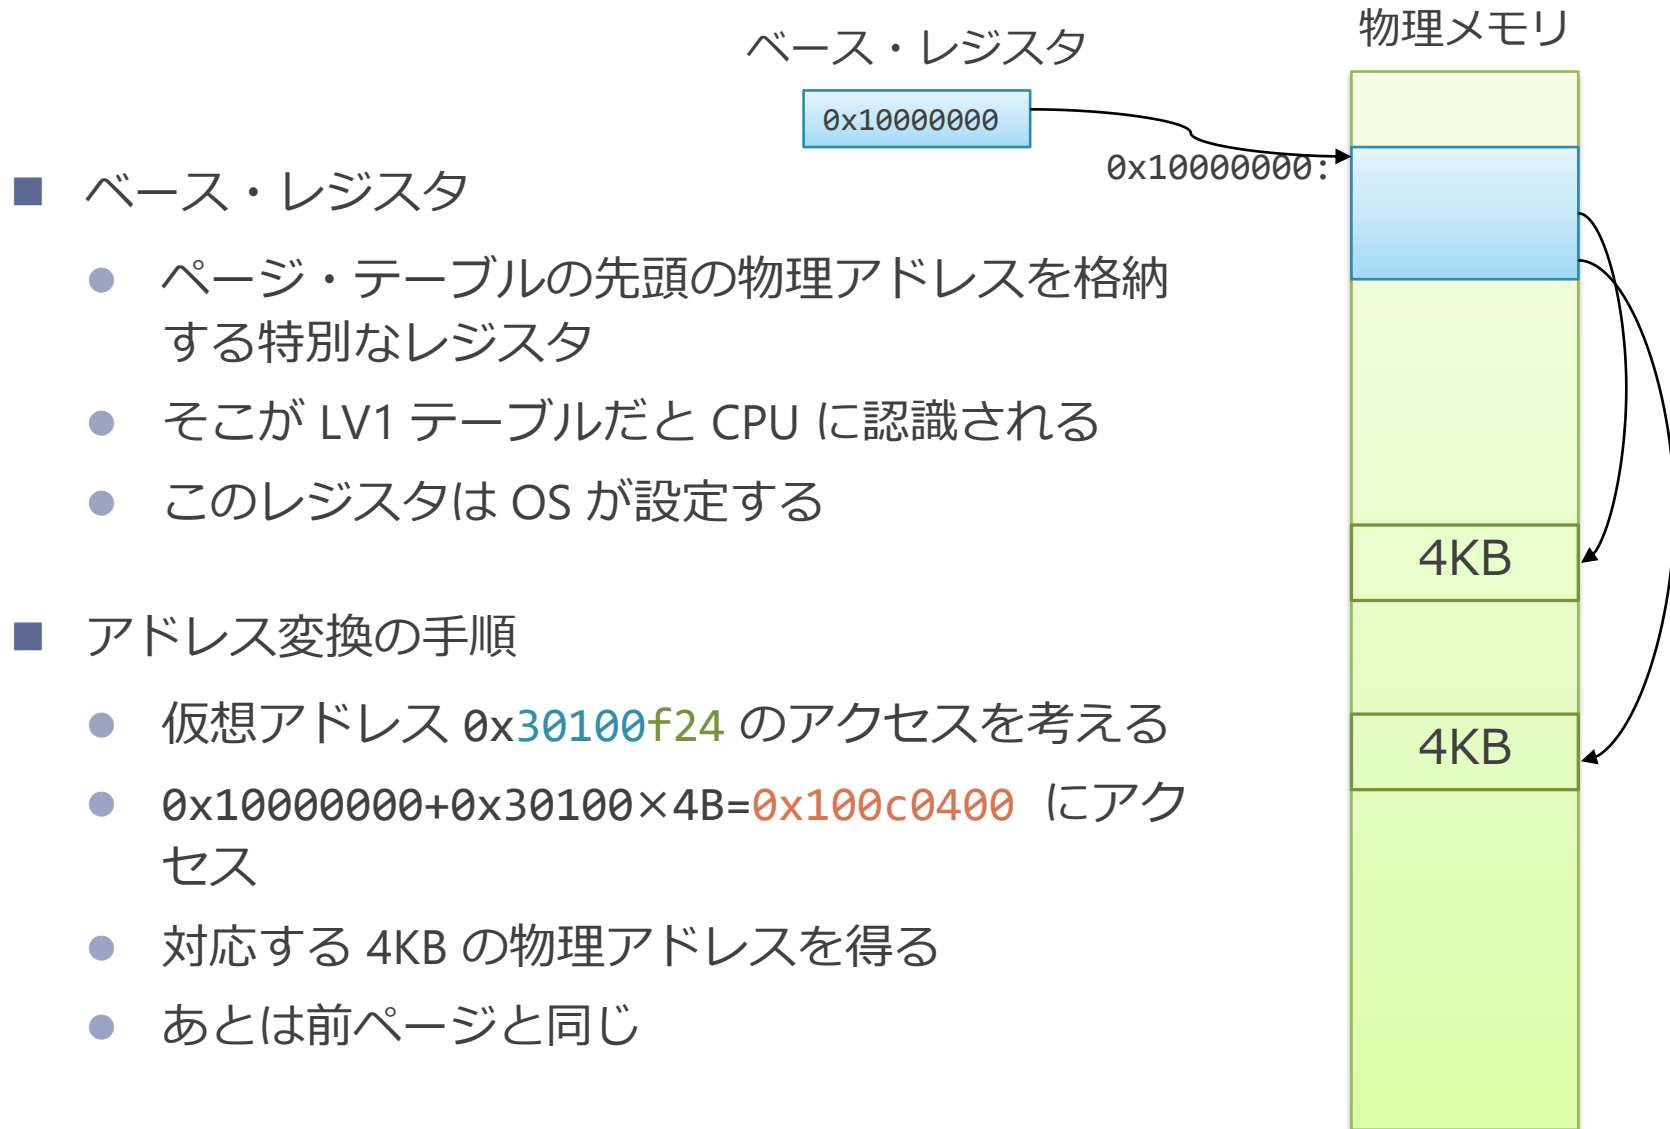 ベース・レジスタ
物理メモリ
0x10000000
0x10000000:
■ ベース・レジスタ
● ページ・テーブルの先頭の物理アドレスを格納
する特別なレジスタ
● そこが LV1 テーブルだと CPU に認識される
● このレジスタは OS が設定する
■ アドレス変換の手順
● 仮想アドレス 0x30100f24 のアクセスを考える
● 0x10000000+0x30100×4B=0x100c0400 にアク
セス
● 対応する 4KB の物理アドレスを得る
● あとは前ページと同じ
4KB
4KB